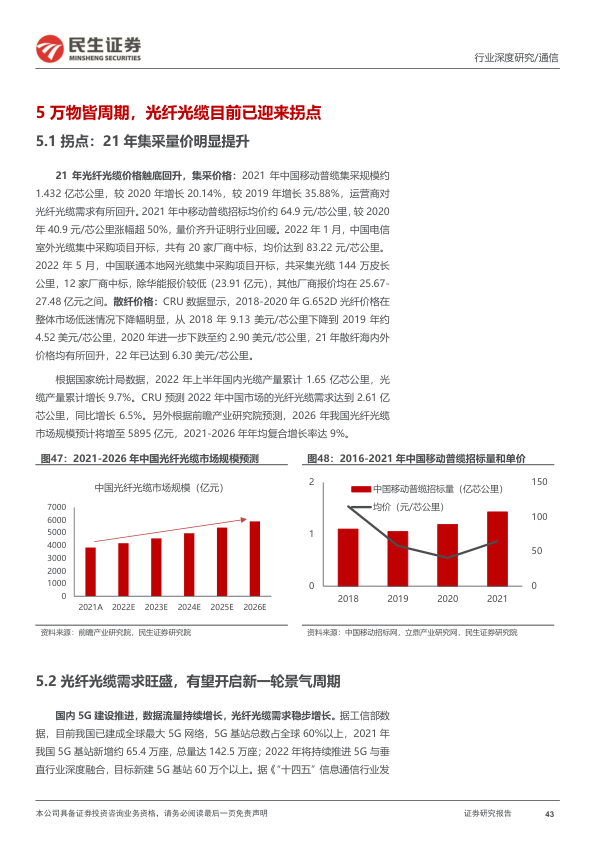 民生证券
MINSHENG SECURITIES
行业深度研究/通信
5 万物皆周期，光纤光缆目前已迎来拐点
5.1 拐点：21 年集采量价明显提升
21 年光纤光缆价格触底回升，集采价格：2021 年中国移动普缆集采规模约
1.432 亿芯公里，较 2020 年增长 20.14%，较 2019 年增长 35.88%，运营商对
光纤光缆需求有所回升。2021 年中移动普缆招标均价约 64.9 元/芯公里，较 2020
年 40.9 元/芯公里涨幅超 50%，量价齐升证明行业回暖。2022 年 1 月，中国电信
室外光缆集中采购项目开标，共有 20 家厂商中标，均价达到 83.22 元/芯公里。
2022 年 5 月，中国联通本地网光缆集中采购项目开标，共采集光缆 144 万皮长
公里，12 家厂商中标，除华能报价较低（23.91 亿元），其他厂商报价均在 25.67-
27.48 亿元之间。散纤价格：CRU 数据显示，2018-2020 年 G.652D 光纤价格在
整体市场低迷情况下降幅明显，从 2018 年 9.13 美元/芯公里下降到 2019 年约
4.52 美元/芯公里，2020 年进一步下跌至约 2.90 美元/芯公里，21 年散纤海内外
价格均有所回升，22 年已达到 6.30 美元/芯公里。
根据国家统计局数据，2022 年上半年国内光缆产量累计 1.65 亿芯公里，光
缆产量累计增长 9.7%。CRU 预测 2022 年中国市场的光纤光缆需求达到 2.61 亿
芯公里，同比增长 6.5%。另外根据前瞻产业研究院预测，2026 年我国光纤光缆
市场规模预计将增至 5895 亿元，2021-2026 年年均复合增长率达 9%。
图47：2021-2026 年中国光纤光缆市场规模预测
中国光纤光缆市场规模（亿元）
7000
6000
5000
4000
3000
2000
1000
0
2021A 2022E 2023E 2024E 2025E 2026E
资料来源：前瞻产业研究院，民生证券研究院
图48：2016-2021 年中国移动普缆招标量和单价
中国移动普缆招标量（亿芯公里）
均价（元/芯公里）
2
1
0
150
100
50
0
2018 2019 2020 2021
资料来源：中国移动招标网，立鼎产业研究网，民生证券研究院
5.2 光纤光缆需求旺盛，有望开启新一轮景气周期
国内 5G 建设推进，数据流量持续增长，光纤光缆需求稳步增长。据工信部数
据，目前我国已建成全球最大 5G 网络，5G 基站总数占全球 60%以上，2021 年
我国 5G 基站新增约 65.4 万座，总量达 142.5 万座；2022 年将持续推进 5G 与垂
直行业深度融合，目标新建 5G 基站 60 万个以上。据《“十四五”信息通信行业发
本公司具备证券投资咨询业务资格，请务必阅读最后一页免责声明
证券研究报告
43